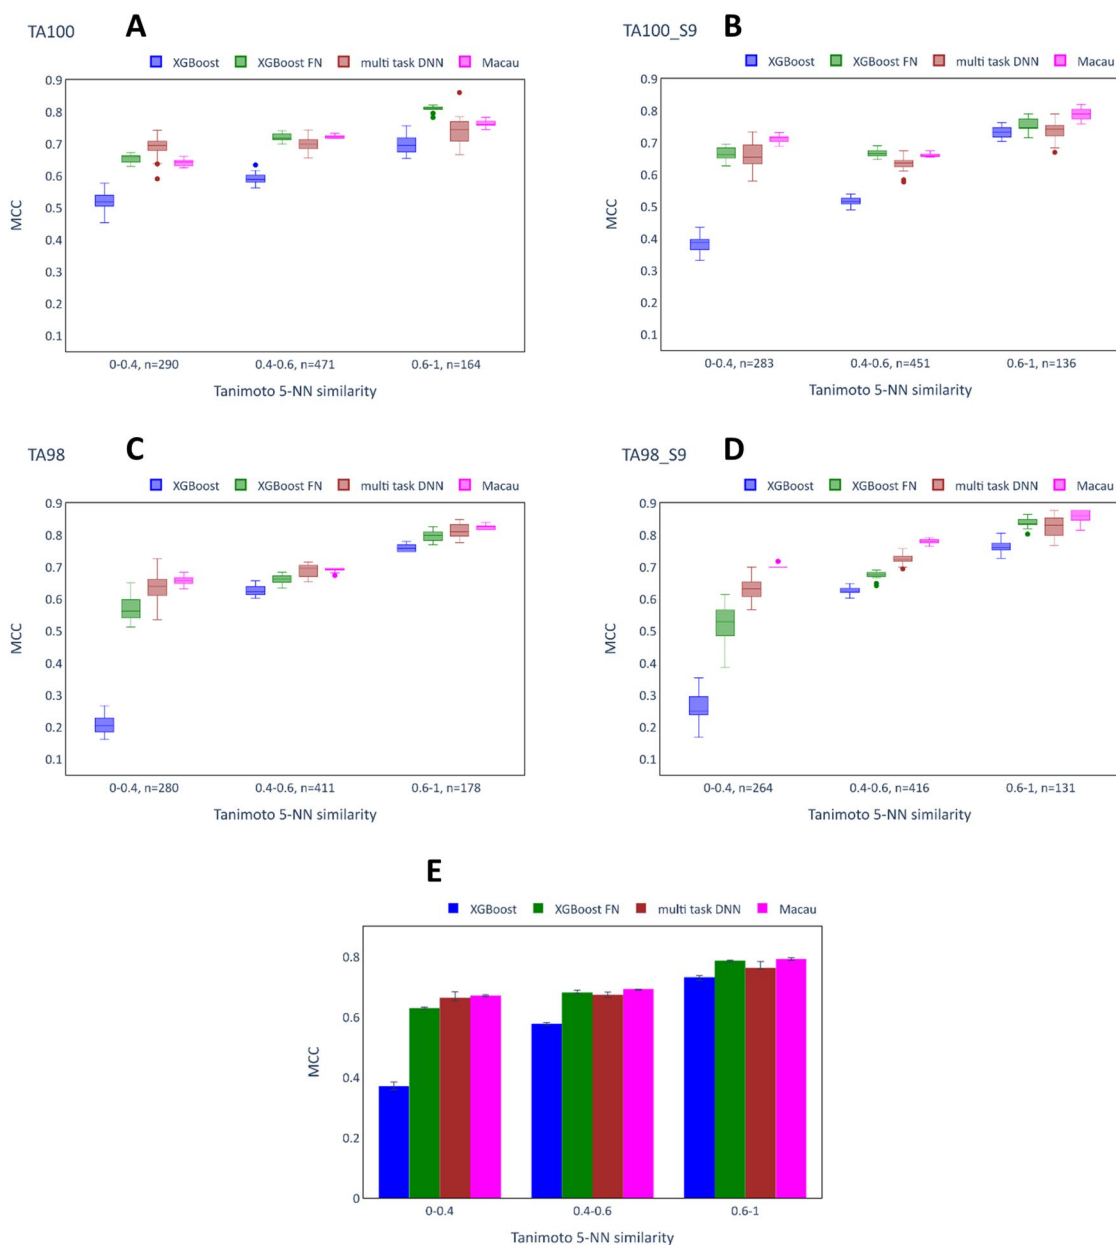 TA100 A
XGBoost XGBoost FN multi task DNN Macau
0.9
0.8
0.7
0.6
0.5
0.4
0.3
0.2
0.1
MCC
0-0.4, n=290 0.4-0.6, n=471 0.6-1, n=164
Tanimoto 5-NN similarity
TA100_S9 B
XGBoost XGBoost FN multi task DNN Macau
0.9
0.8
0.7
0.6
0.5
0.4
0.3
0.2
0.1
MCC
0-0.4, n=283 0.4-0.6, n=451 0.6-1, n=136
Tanimoto 5-NN similarity
TA98 C
XGBoost XGBoost FN multi task DNN Macau
0.9
0.8
0.7
0.6
0.5
0.4
0.3
0.2
0.1
MCC
0-0.4, n=280 0.4-0.6, n=411 0.6-1, n=178
Tanimoto 5-NN similarity
TA98_S9 D
XGBoost XGBoost FN multi task DNN Macau
0.9
0.8
0.7
0.6
0.5
0.4
0.3
0.2
0.1
MCC
0-0.4, n=264 0.4-0.6, n=416 0.6-1, n=131
Tanimoto 5-NN similarity
E
XGBoost XGBoost FN multi task DNN Macau
0.8
0.6
0.4
0.2
0
MCC
0-0.4 0.4-0.6 0.6-1
Tanimoto 5-NN similarity